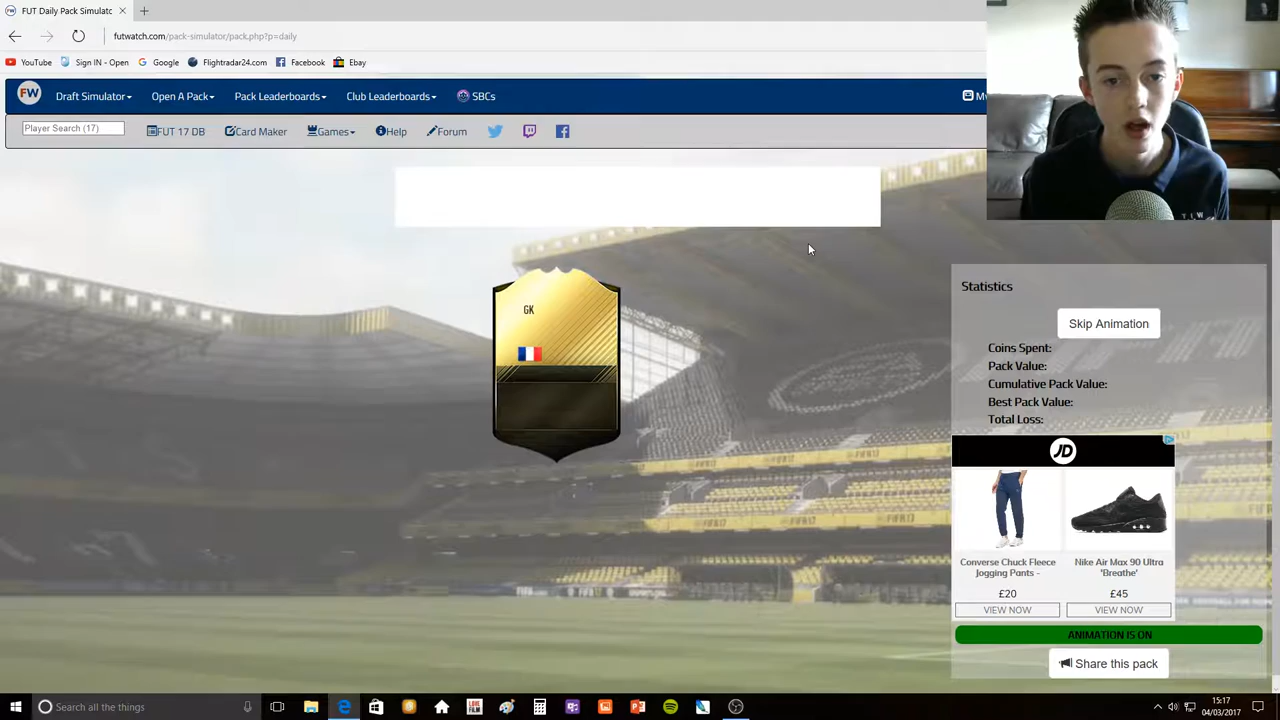 FUT Daily Pack Simulato
futwatch.com/pack-simulator/pack.php?p=daily
YouTube Sign IN - Open Google Flightradar24.com Facebook Ebay
FW Draft Simulator Open A Pack Pack Leaderboards Club Leaderboards SBCs My
Player Search (17) FUT 17 DB Card Maker Games Help Forum
GK
Statistics
Skip Animation
Coins Spent:
Pack Value:
Cumulative Pack Value:
Best Pack Value:
Total Loss:
JD
Converse Chuck Fleece
Jogging Pants -
£20
VIEW NOW
Nike Air Max 90 Ultra
'Breathe'
£45
VIEW NOW
ANIMATION IS ON
Share this pack
Search all the things
15:17
04/03/2017